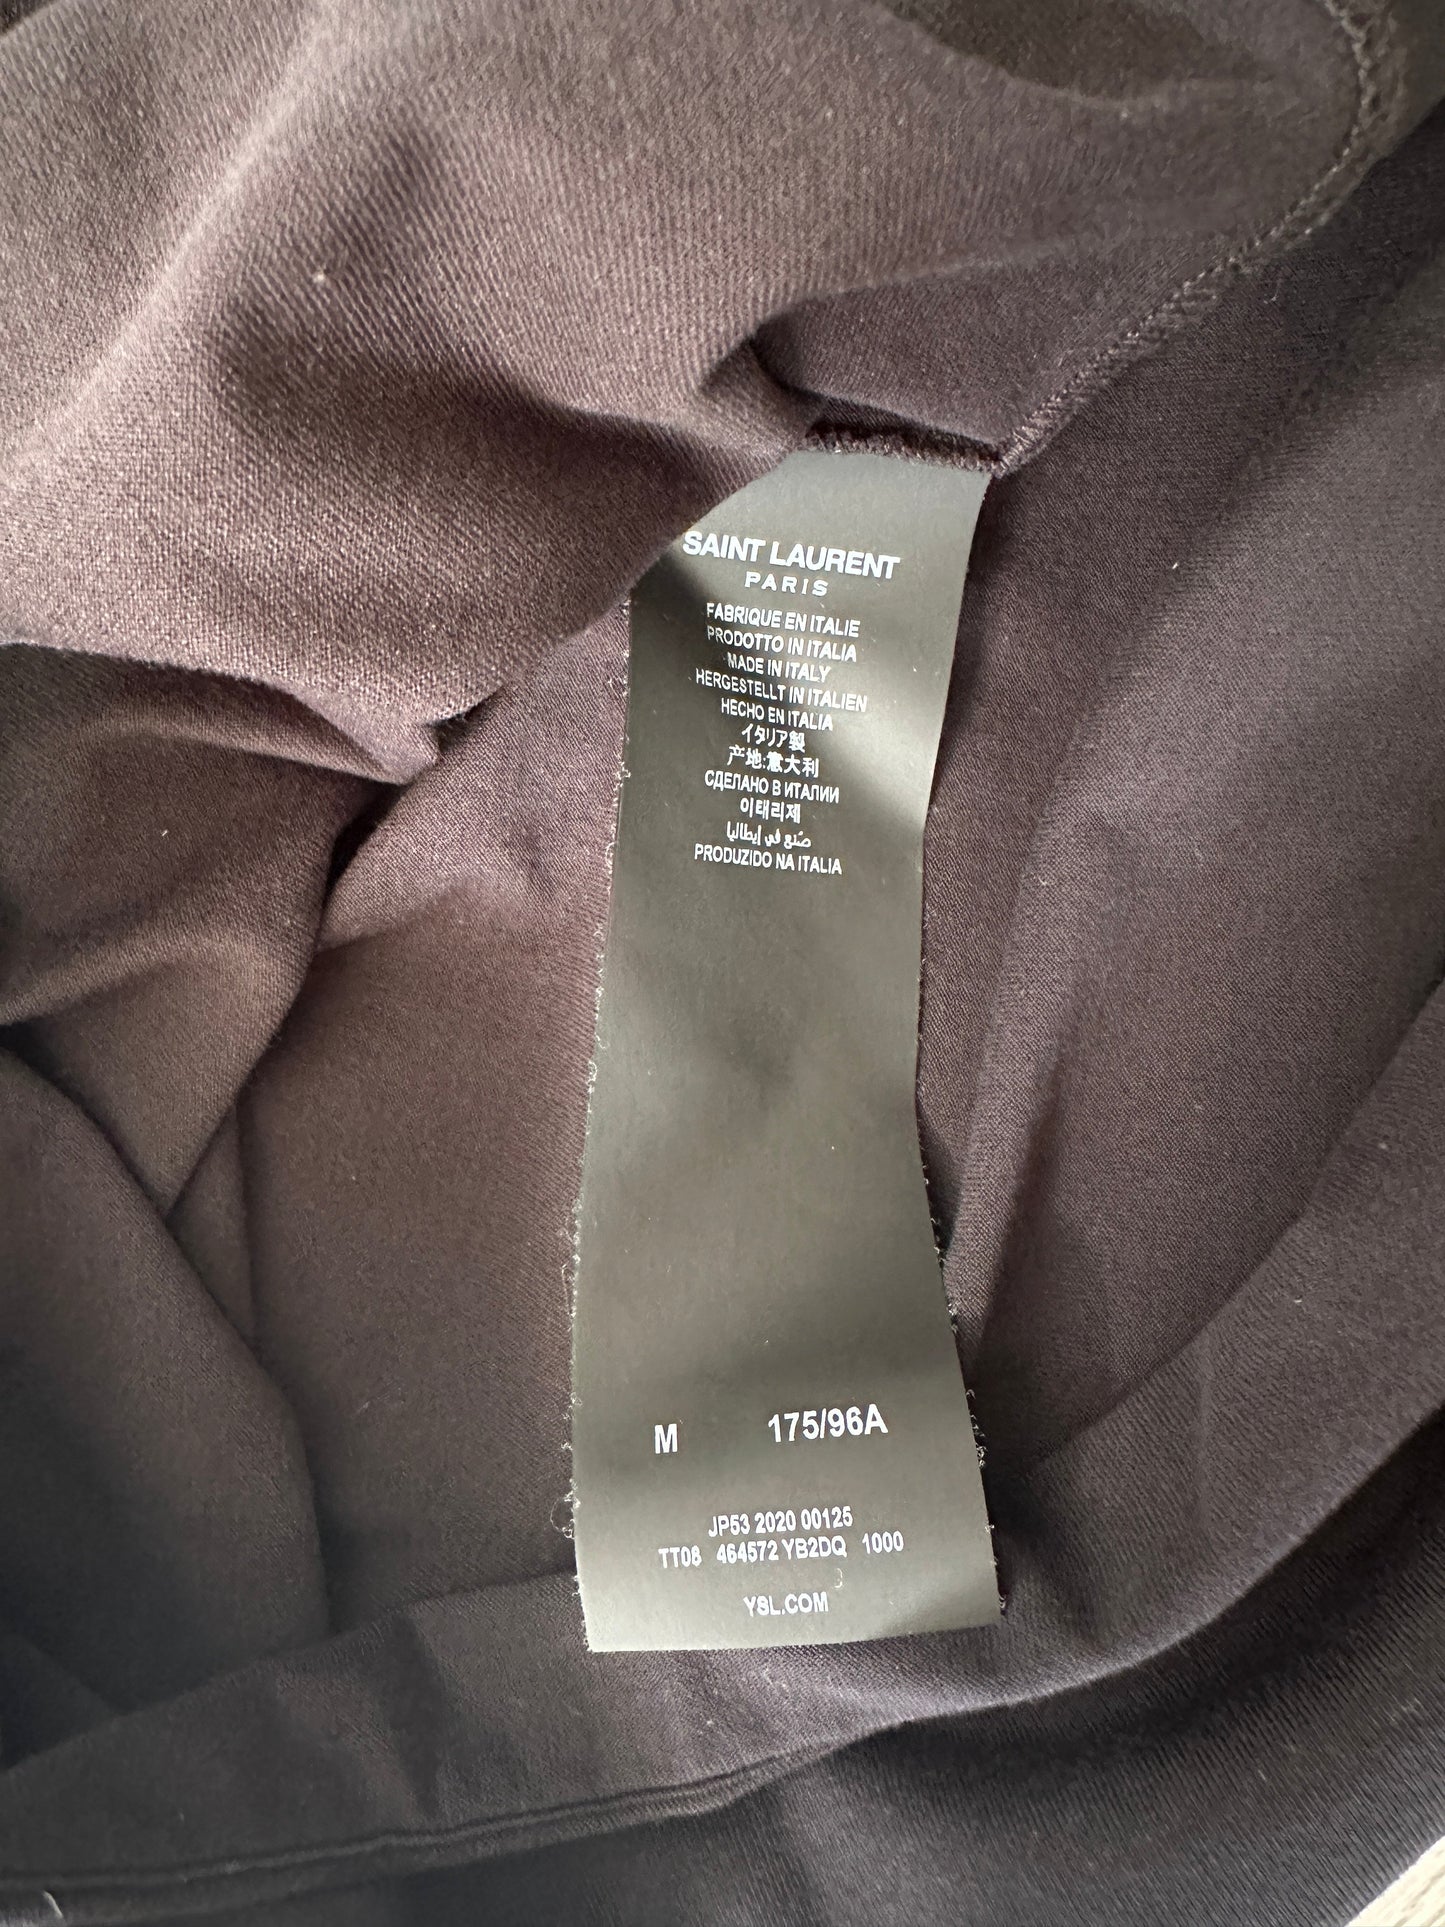 SAINT LAURENT
PARIS
FABRIQUE EN ITALIE
PRODOTTO IN ITALIA
MADE IN ITALY
HERGESTELLT IN ITALIEN
HECHO EN ITALIA
イタリア製
产地:意大利
СДЕЛАНО В ИТАЛИИ
이태리제
صنع في إيطاليا
PRODUZIDO NA ITALIA
M 175/96A
JP53 2020 00125
TT08 464572 YB2DQ 1000
YSL.COM